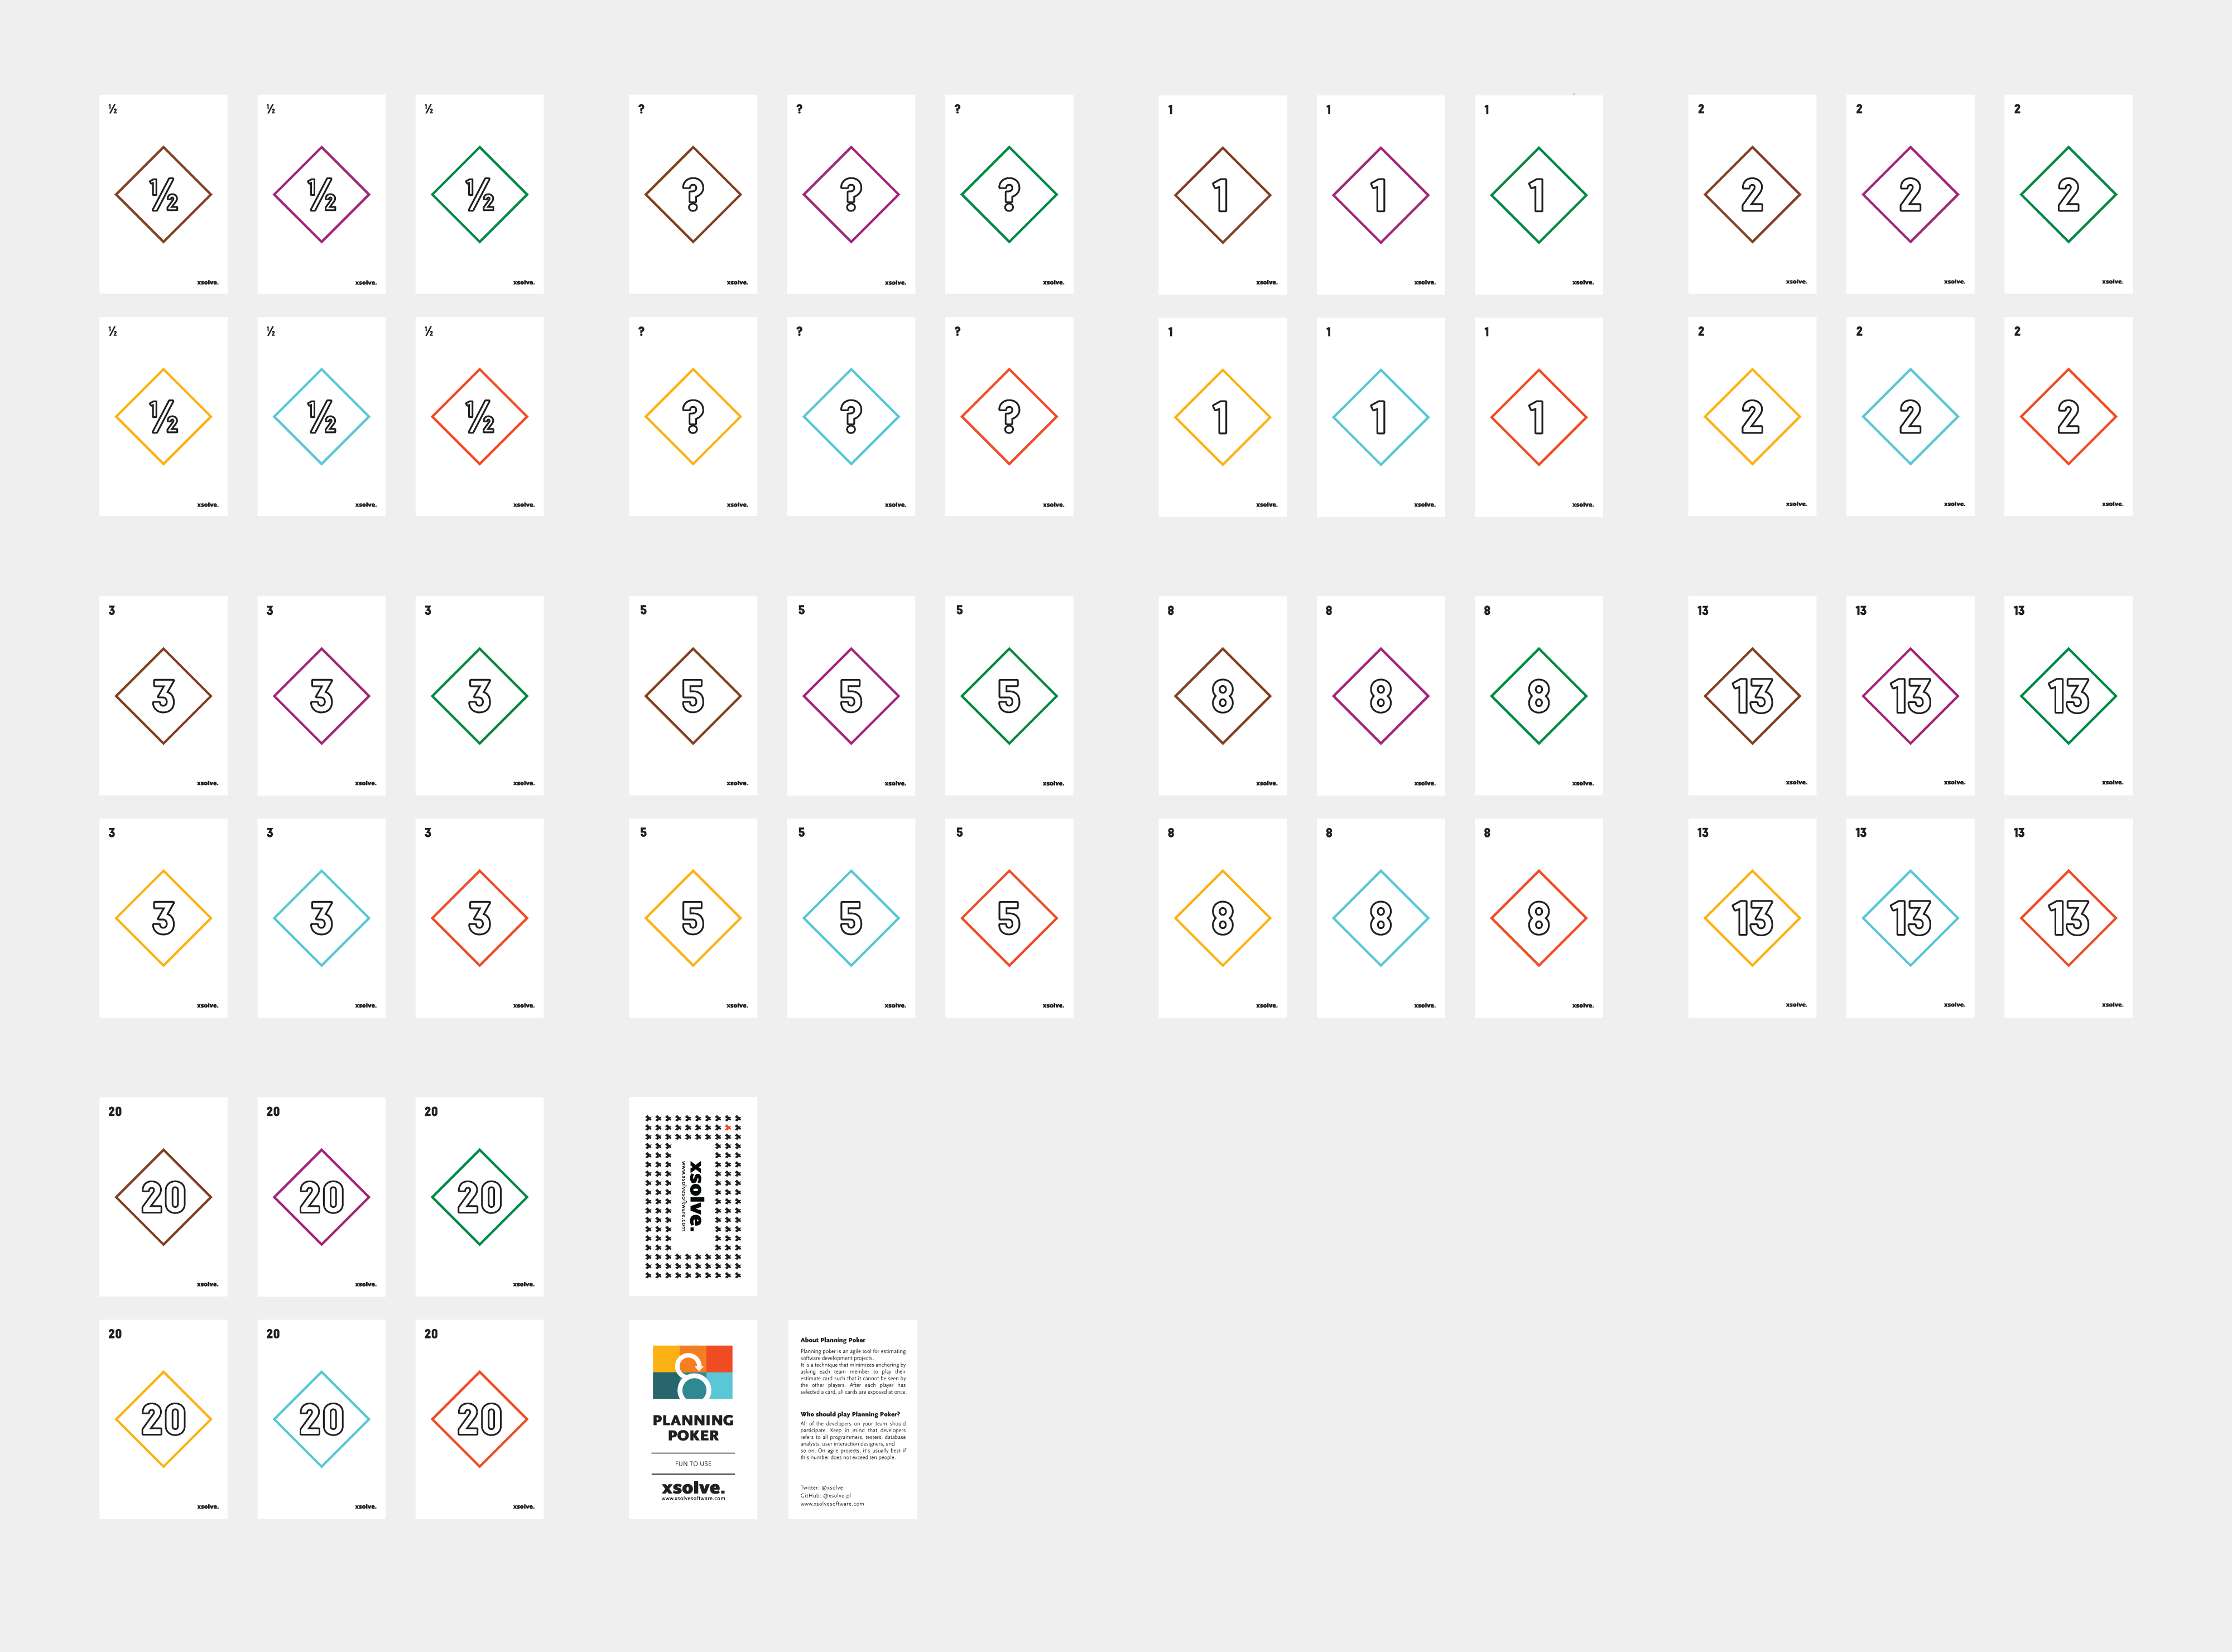 ½ ½ ½ ? ? ? 1 1 1 2 2 2
½ ½ ½ ? ? ? 1 1 1 2 2 2
xsolve. xsolve. xsolve. xsolve. xsolve. xsolve. xsolve. xsolve. xsolve. xsolve. xsolve. xsolve.
½ ½ ½ ? ? ? 1 1 1 2 2 2
½ ½ ½ ? ? ? 1 1 1 2 2 2
xsolve. xsolve. xsolve. xsolve. xsolve. xsolve. xsolve. xsolve. xsolve. xsolve. xsolve. xsolve.
3 3 3 5 5 5 8 8 8 13 13 13
3 3 3 5 5 5 8 8 8 13 13 13
xsolve. xsolve. xsolve. xsolve. xsolve. xsolve. xsolve. xsolve. xsolve. xsolve. xsolve. xsolve.
3 3 3 5 5 5 8 8 8 13 13 13
3 3 3 5 5 5 8 8 8 13 13 13
xsolve. xsolve. xsolve. xsolve. xsolve. xsolve. xsolve. xsolve. xsolve. xsolve. xsolve. xsolve.
20 20 20
20 20 20
xsolve. xsolve. xsolve.
xsolve.
www.xsolvesoftware.com
20 20 20
20 20 20
xsolve. xsolve. xsolve.
PLANNING
POKER
FUN TO USE
xsolve.
www.xsolvesoftware.com
About Planning Poker
Planning poker is an agile tool for estimating
software development projects.
It is a technique that minimizes anchoring by
asking each team member to play their
estimate card such that it cannot be seen by
the other players. After each player has
selected a card, all cards are exposed at once.
Who should play Planning Poker?
All of the developers on your team should
participate. Keep in mind that developers
refers to all programmers, testers, database
analysts, user interaction designers, and
so on. On agile projects, it's usually best if
this number does not exceed ten people.
Twitter: @xsolve
GitHub: @xsolve-pl
www.xsolvesoftware.com